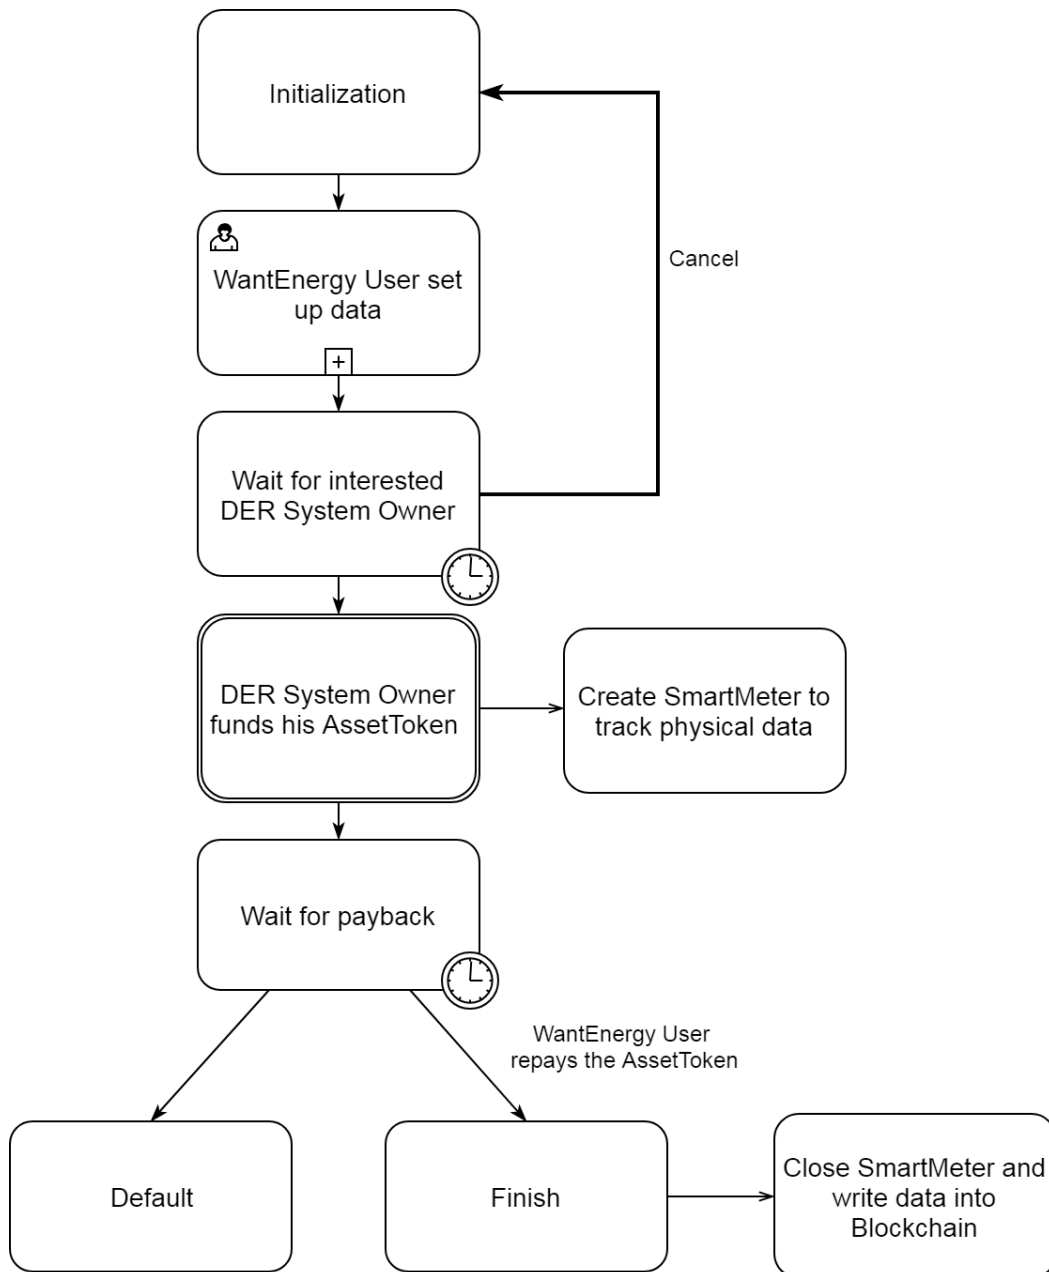 Initialization
Cancel
WantEnergy User set
up data
Wait for interested
DER System Owner
DER System Owner
funds his AssetToken
Create SmartMeter to
track physical data
Wait for payback
WantEnergy User
repays the AssetToken
Default
Finish
Close SmartMeter and
write data into
Blockchain